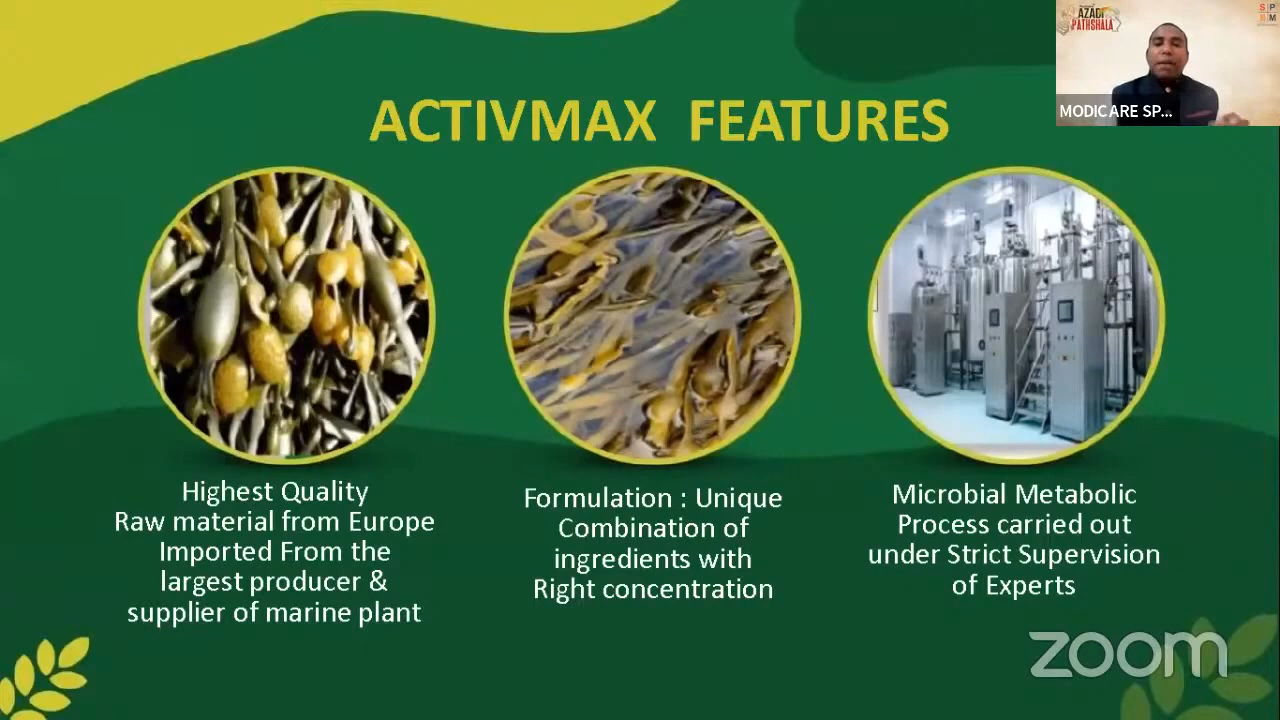 AZADI
PATHSHALA
S P
S M
MODICARE SP...
ACTIVMAX FEATURES
Highest Quality
Raw material from Europe
Imported From the
largest producer &
supplier of marine plant
Formulation : Unique
Combination of
ingredients with
Right concentration
Microbial Metabolic
Process carried out
under Strict Supervision
of Experts
zoom